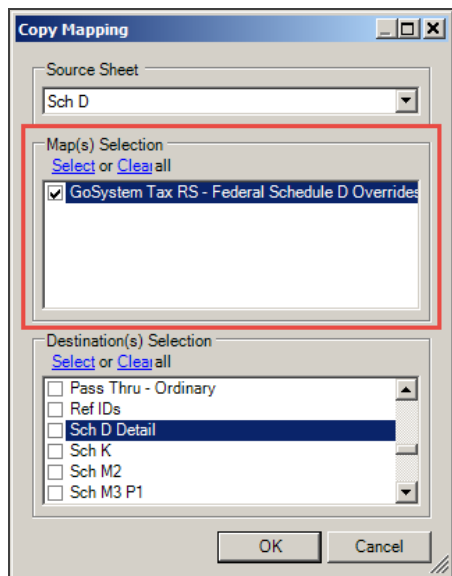 Copy Mapping
Source Sheet
Sch D
Map(s) Selection
Select or Clear all
GoSystem Tax RS - Federal Schedule D Overrides
Destination(s) Selection
Select or Clear all
Pass Thru - Ordinary
Ref IDs
Sch D Detail
Sch K
Sch M2
Sch M3 P1
OK Cancel